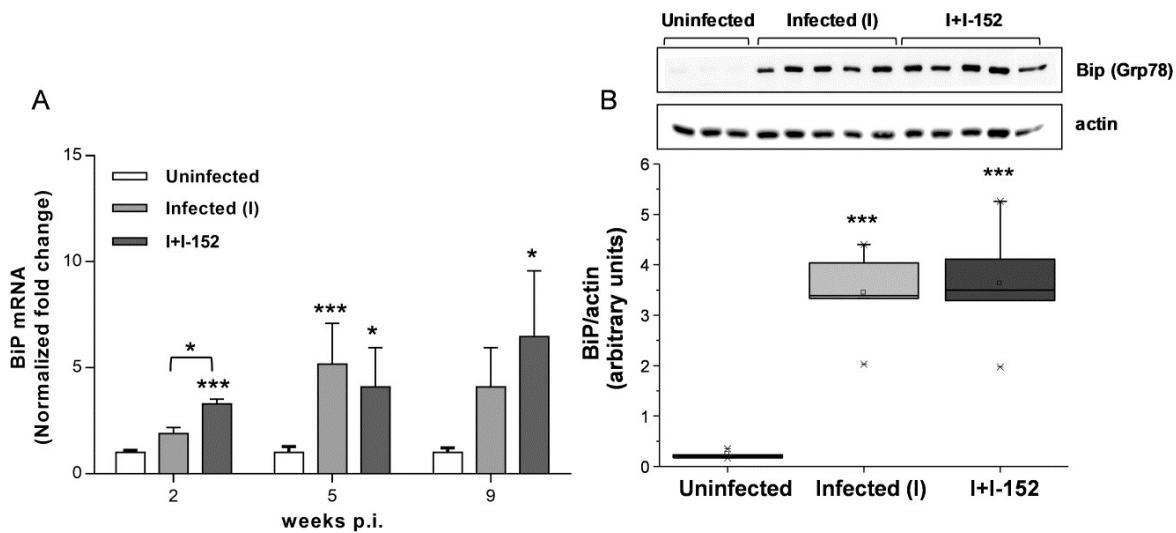 A
BiP mRNA
(Normalized fold change)
15
10
5
0
Uninfected
Infected (I)
I+I-152
*
***
***
*
*
2
5
9
weeks p.i.
Uninfected
Infected (I)
I+I-152
Bip (Grp78)
B
actin
BiP/actin
(arbitrary units)
6
5
4
3
2
1
0
***
***
Uninfected
Infected (I)
I+I-152